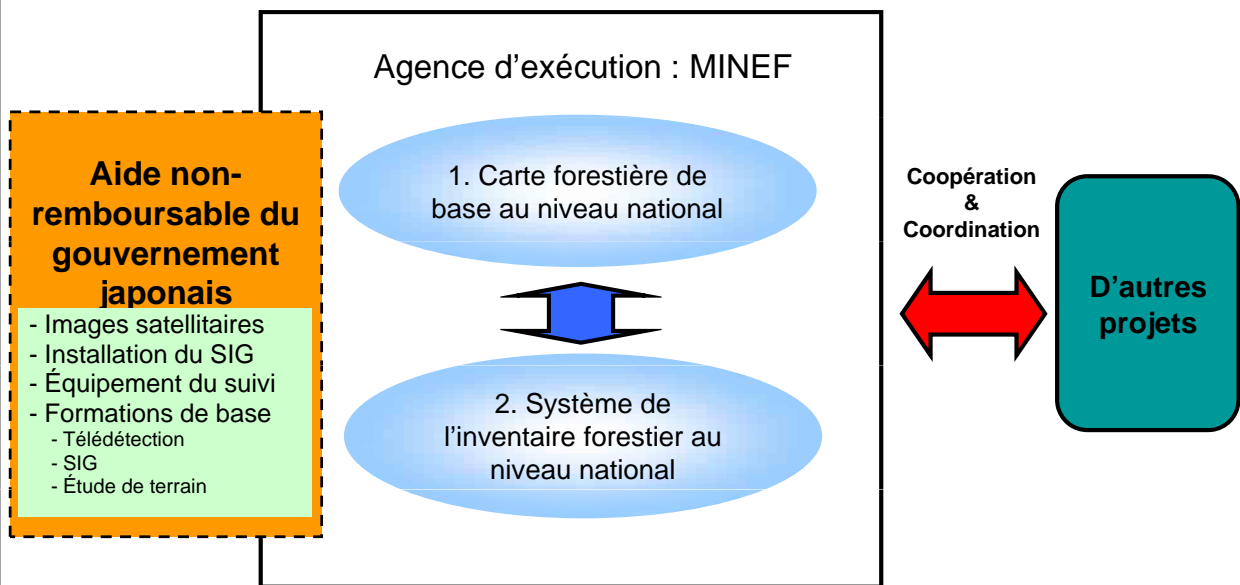 Agence d'exécution : MINEF
Aide non-
remboursable du
gouvernement
japonais
- Images satellitaires
- Installation du SIG
- Équipement du suivi
- Formations de base
- Télédétection
- SIG
- Étude de terrain
1. Carte forestière de
base au niveau national
2. Système de
l'inventaire forestier au
niveau national
Coopération
&
Coordination
D'autres
projets